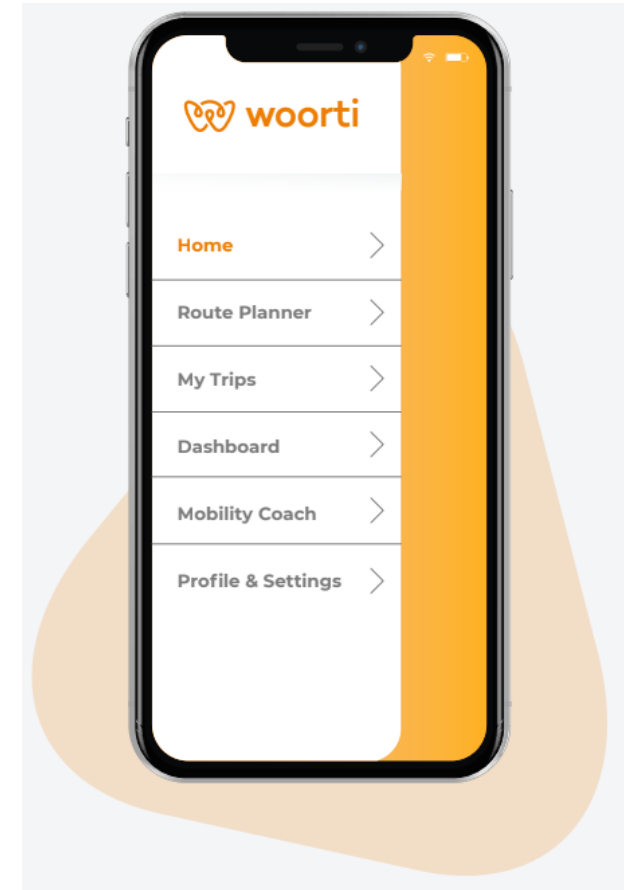 woorti
Home
Route Planner
My Trips
Dashboard
Mobility Coach
Profile & Settings